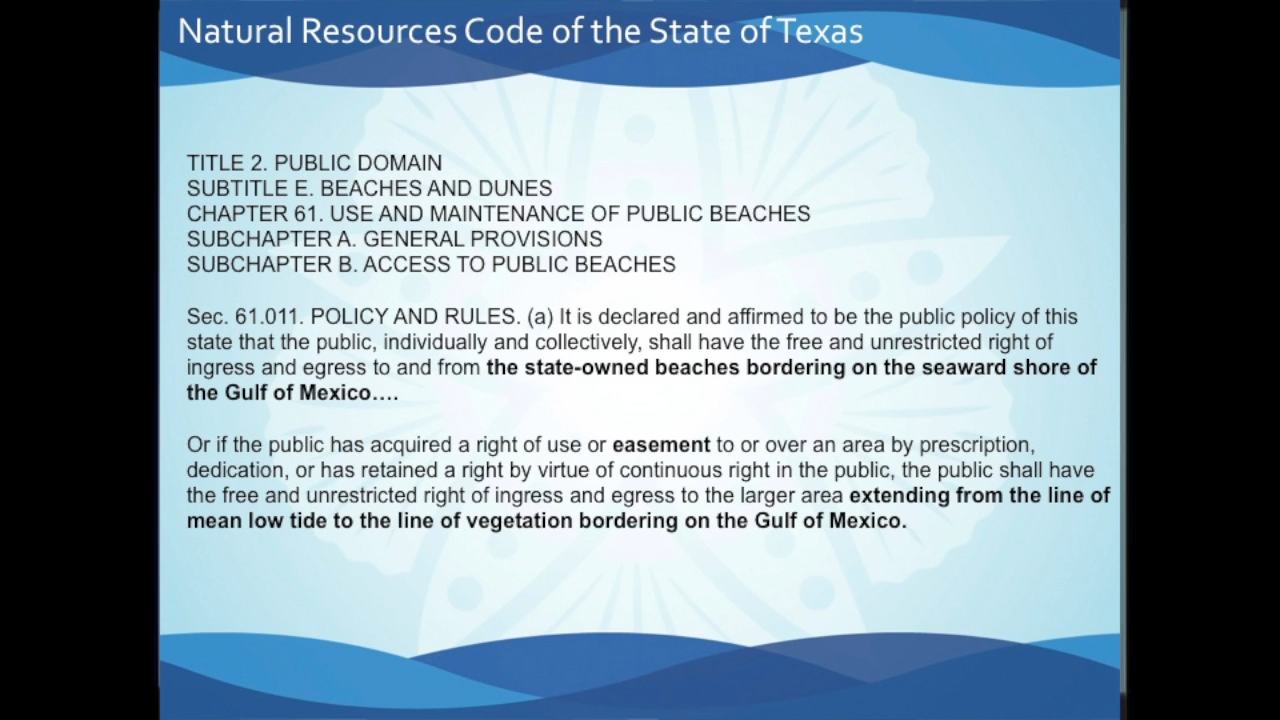 Natural Resources Code of the State of Texas
TITLE 2. PUBLIC DOMAIN
SUBTITLE E. BEACHES AND DUNES
CHAPTER 61. USE AND MAINTENANCE OF PUBLIC BEACHES
SUBCHAPTER A. GENERAL PROVISIONS
SUBCHAPTER B. ACCESS TO PUBLIC BEACHES
Sec. 61.011. POLICY AND RULES. (a) It is declared and affirmed to be the public policy of this
state that the public, individually and collectively, shall have the free and unrestricted right of
ingress and egress to and from the state-owned beaches bordering on the seaward shore of
the Gulf of Mexico….
Or if the public has acquired a right of use or easement to or over an area by prescription,
dedication, or has retained a right by virtue of continuous right in the public, the public shall have
the free and unrestricted right of ingress and egress to the larger area extending from the line of
mean low tide to the line of vegetation bordering on the Gulf of Mexico.